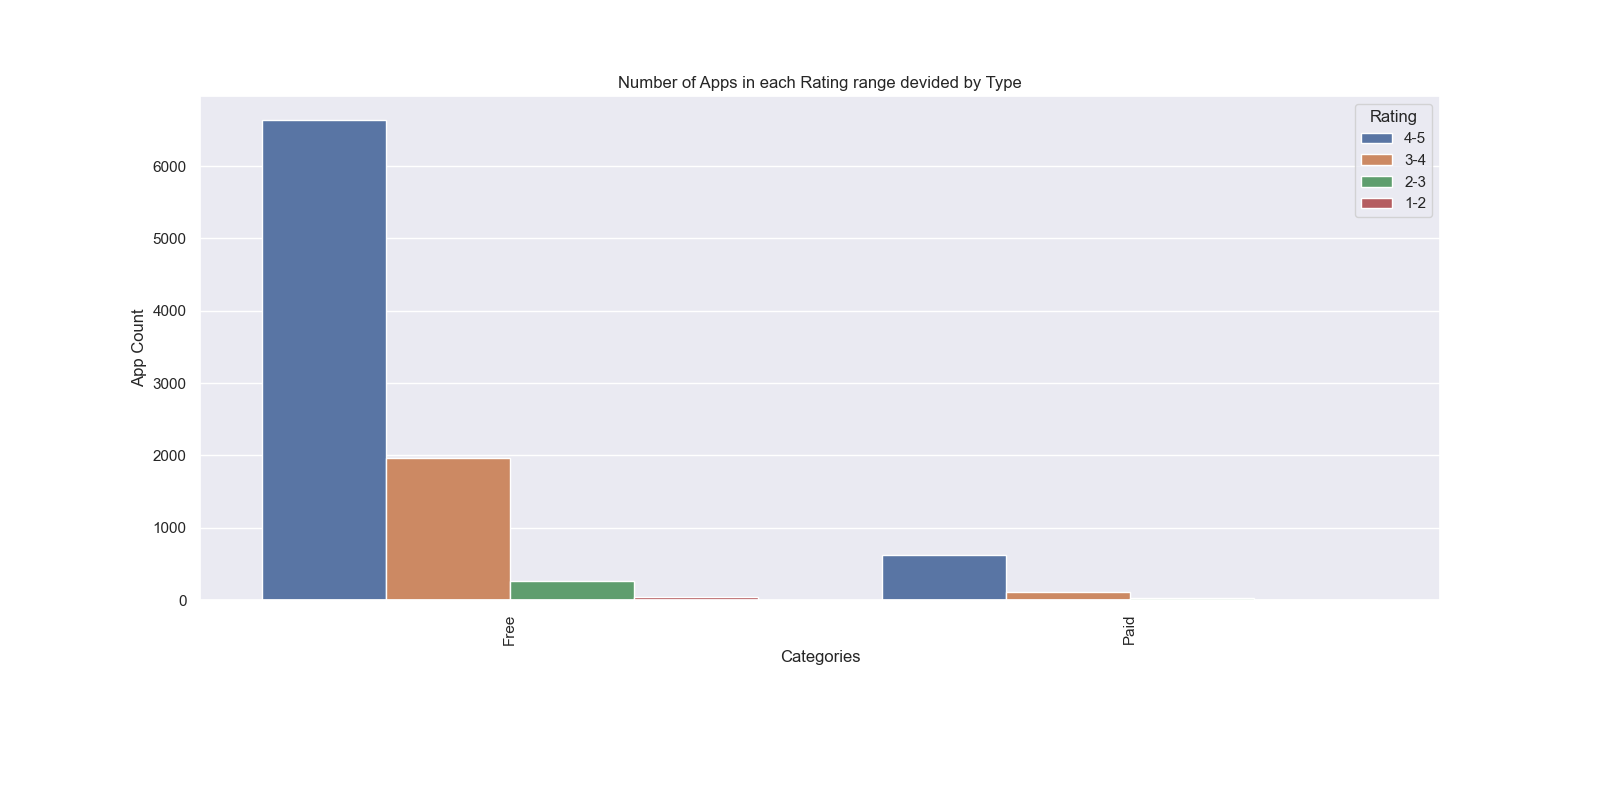 Number of Apps in each Rating range devided by Type
Rating
4-5
3-4
2-3
1-2
6000
5000
4000
3000
2000
1000
0
App Count
Free
Paid
Categories